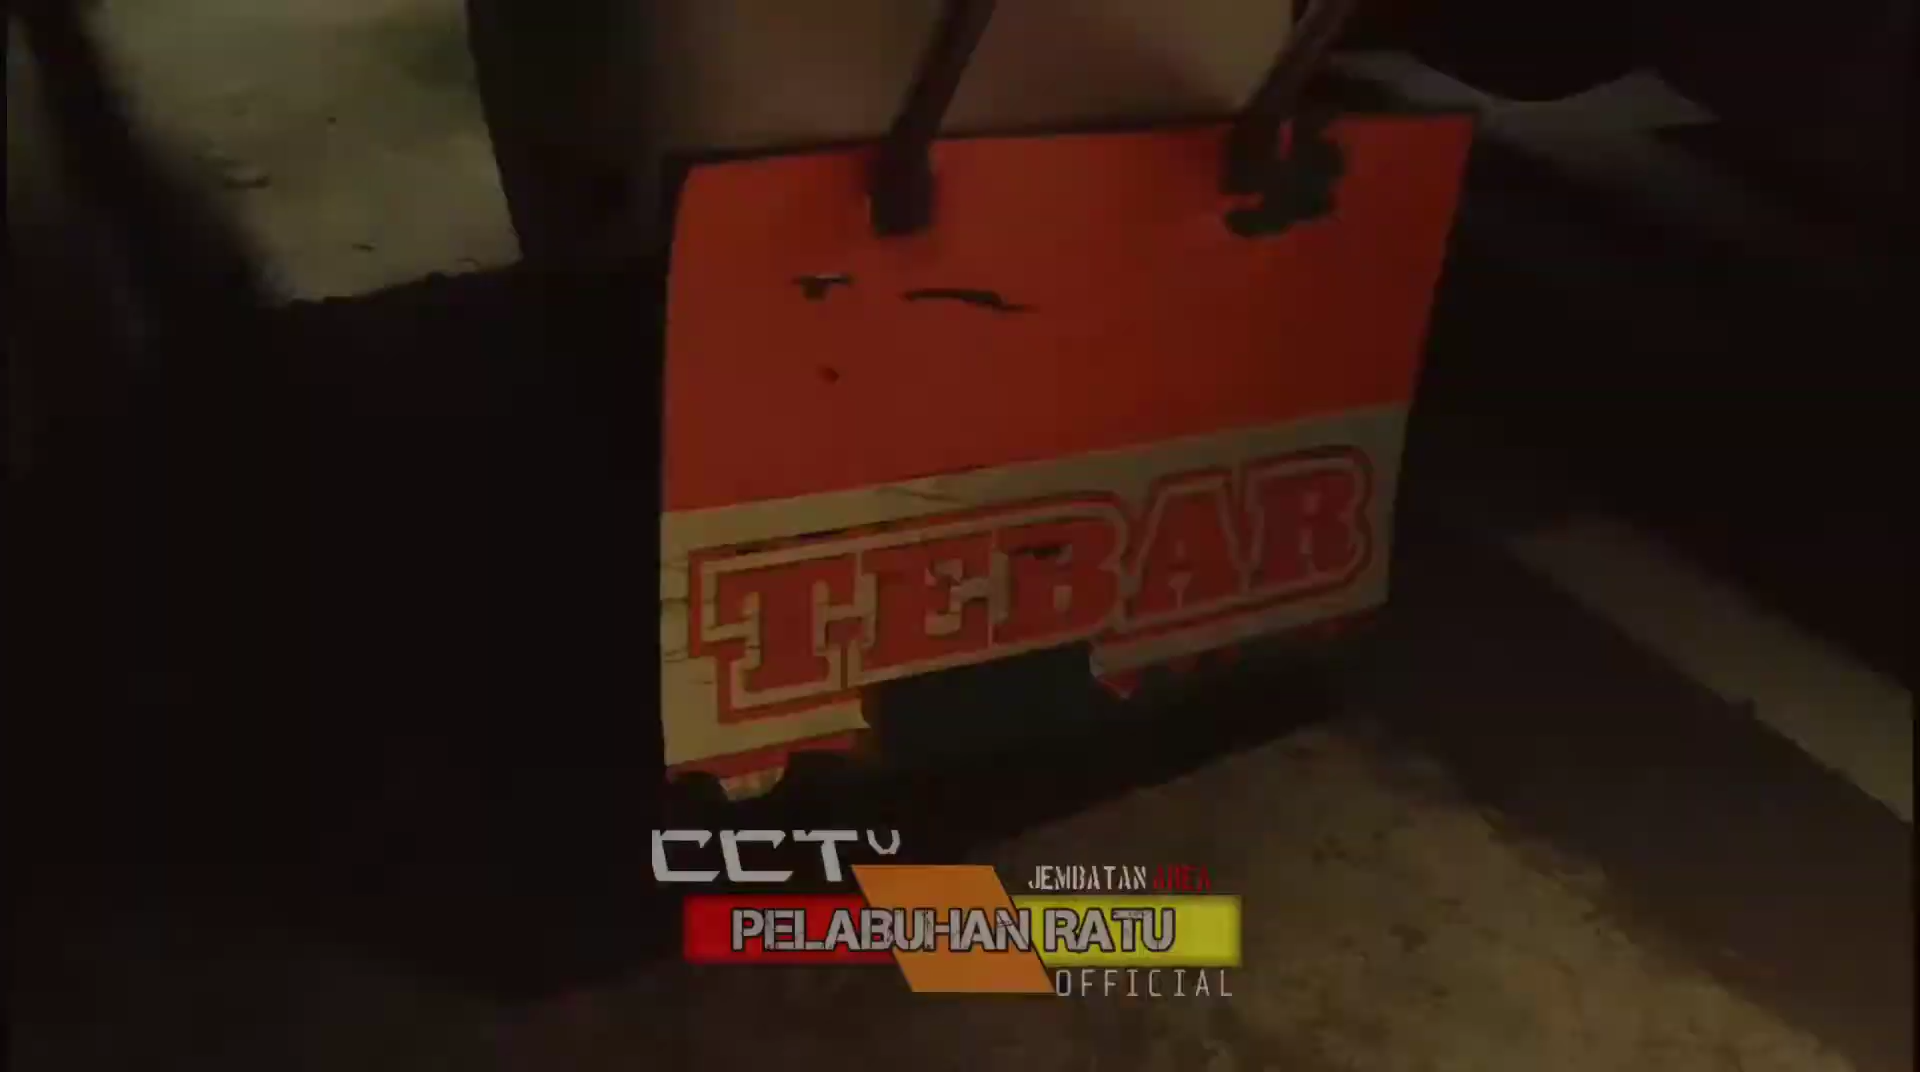 TEBAR
CCTV
JEMBATAN AREA
PELABUHAN RATU
OFFICIAL